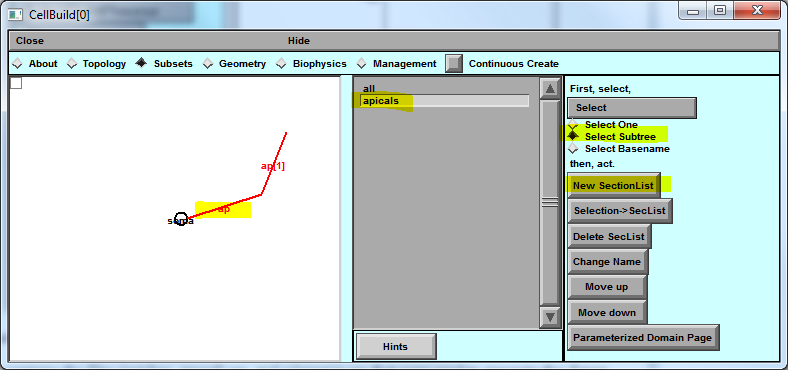 CellBuild[0]
Close Hide
About Topology Subsets Geometry Biophysics Management Continuous Create
ap[1]
ap
soma
all
apicals
Hints
First, select,
Select
Select One
Select Subtree
Select Basename
then, act.
New SectionList
Selection->SecList
Delete SecList
Change Name
Move up
Move down
Parameterized Domain Page